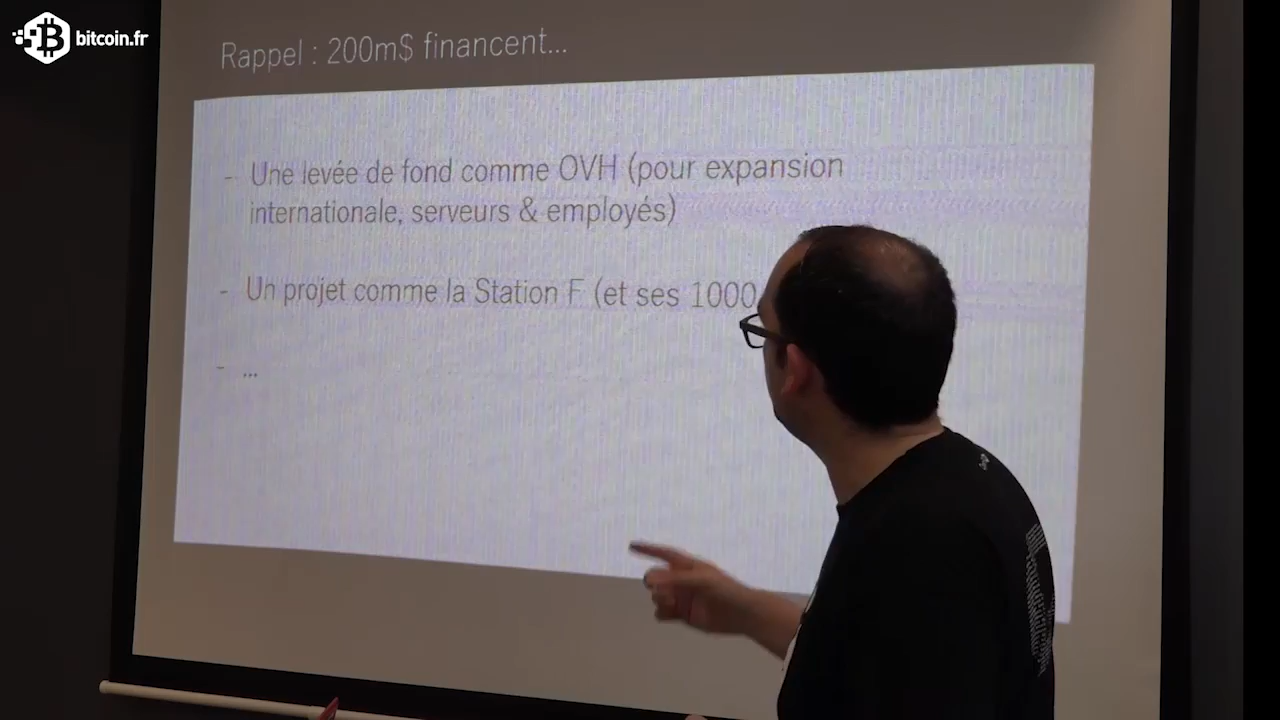 bitcoin.fr
Rappel : 200m$ financent...
- Une levée de fond comme OVH (pour expansion
internationale, serveurs & employés)
- Un projet comme la Station F (et ses 1000
- ...